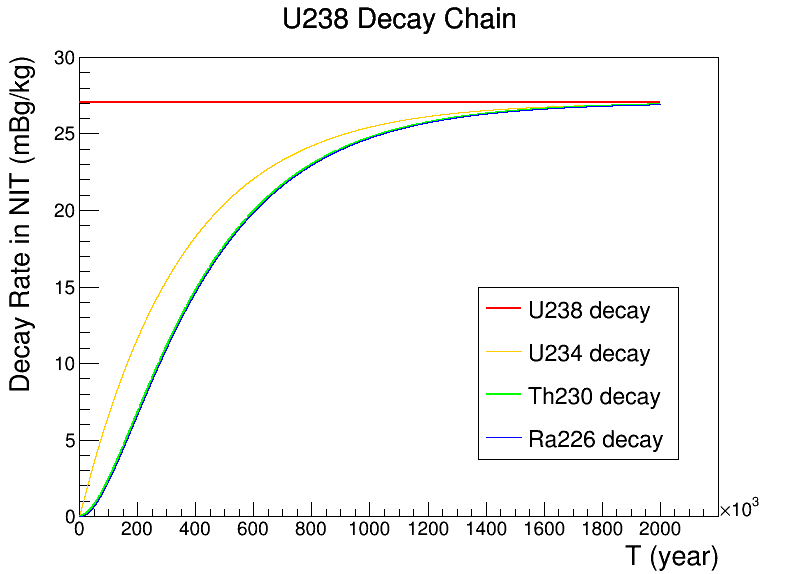 U238 Decay Chain
Decay Rate in NIT (mBg/kg)
30
25
20
15
10
5
0
U238 decay
U234 decay
Th230 decay
Ra226 decay
0 200 400 600 800 1000 1200 1400 1600 1800 2000
×10³
T (year)